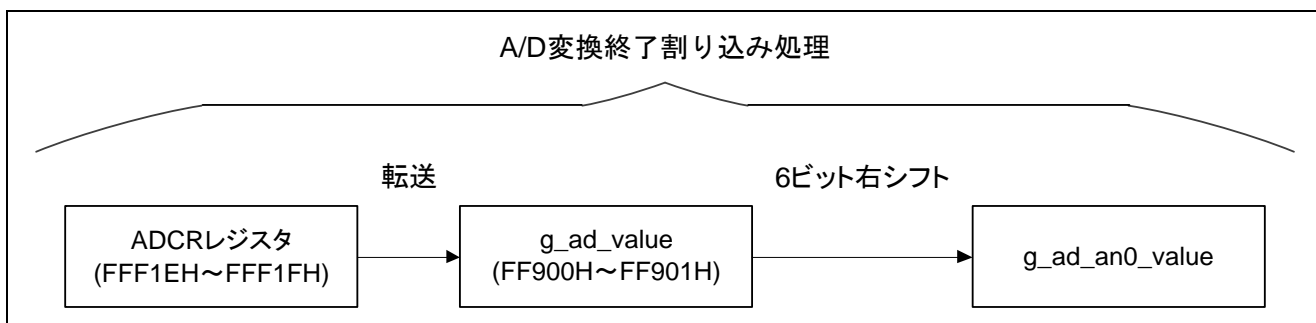 A/D変換終了割り込み処理
転送
6ビット右シフト
ADCRレジスタ
(FFF1EH～FFF1FH)
g_ad_value
(FF900H～FF901H)
g_ad_an0_value